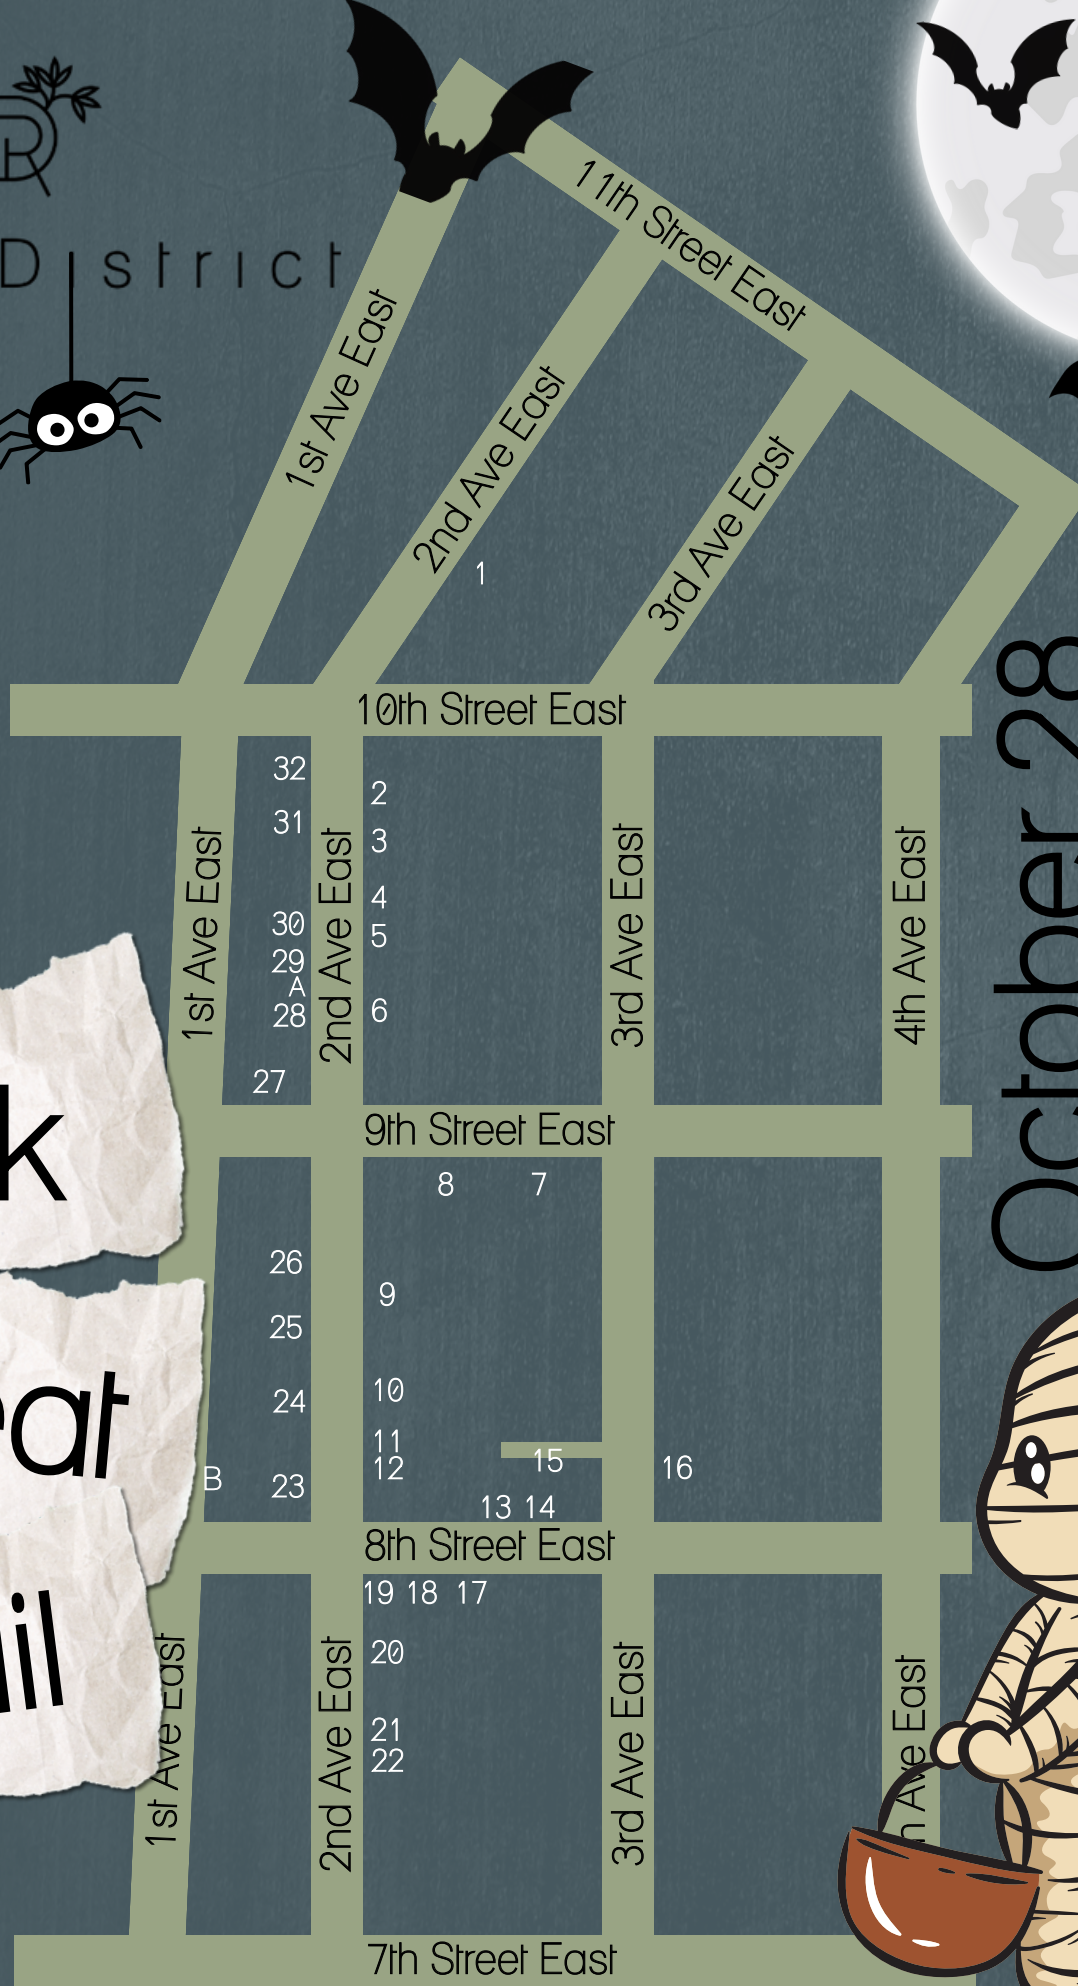 R
District
11th Street East
1st Ave East
2nd Ave East
3rd Ave East
1
10th Street East
32
2
31
3
4
30
5
29
A
28
6
27
1st Ave East
2nd Ave East
3rd Ave East
4th Ave East
October 28
k
9th Street East
8
7
26
9
25
10
24
11
12
15
16
B
23
13 14
eat
8th Street East
19 18 17
20
21
22
il
1st Ave East
2nd Ave East
3rd Ave East
h Ave East
7th Street East